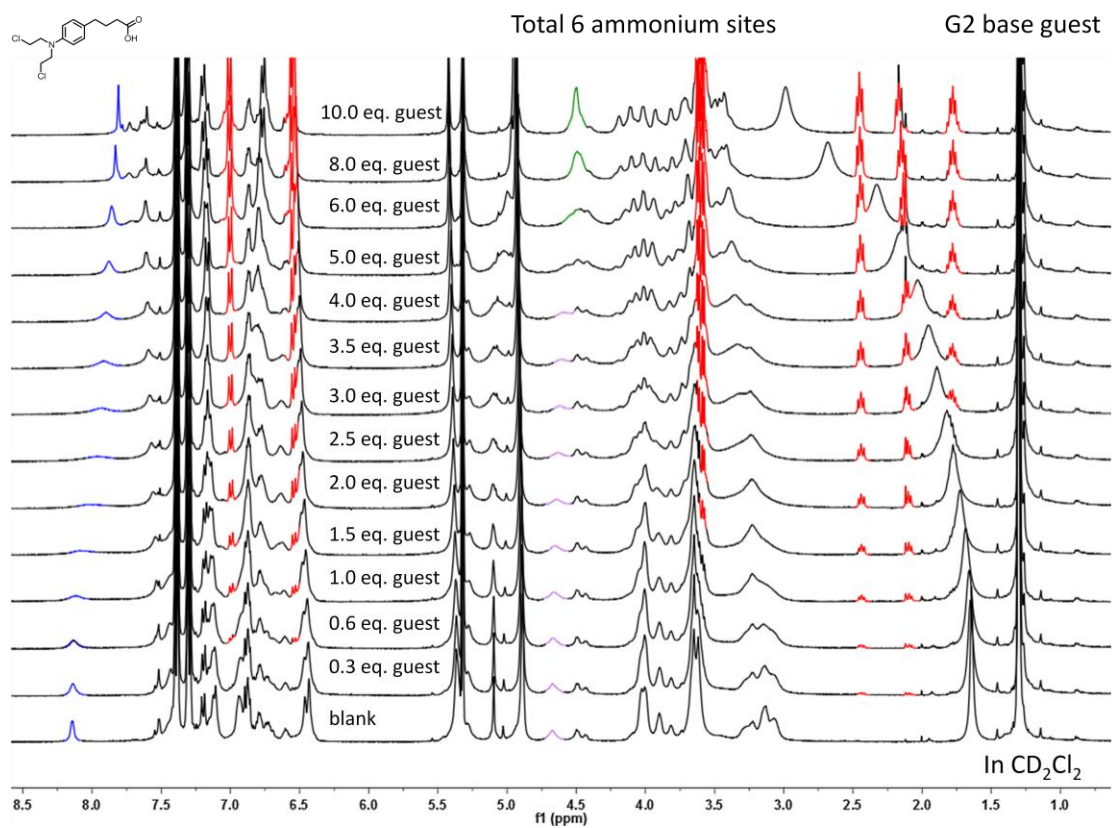 Total 6 ammonium sites
G2 base guest
O
OH
N
Cl
Cl
10.0 eq. guest
8.0 eq. guest
6.0 eq. guest
5.0 eq. guest
4.0 eq. guest
3.5 eq. guest
3.0 eq. guest
2.5 eq. guest
2.0 eq. guest
1.5 eq. guest
1.0 eq. guest
0.6 eq. guest
0.3 eq. guest
blank
In CD₂Cl₂
8.5 8.0 7.5 7.0 6.5 5.5 5.0 4.5 4.0 3.5 3.0 2.5 2.0 1.5 1.0
f1 (ppm)